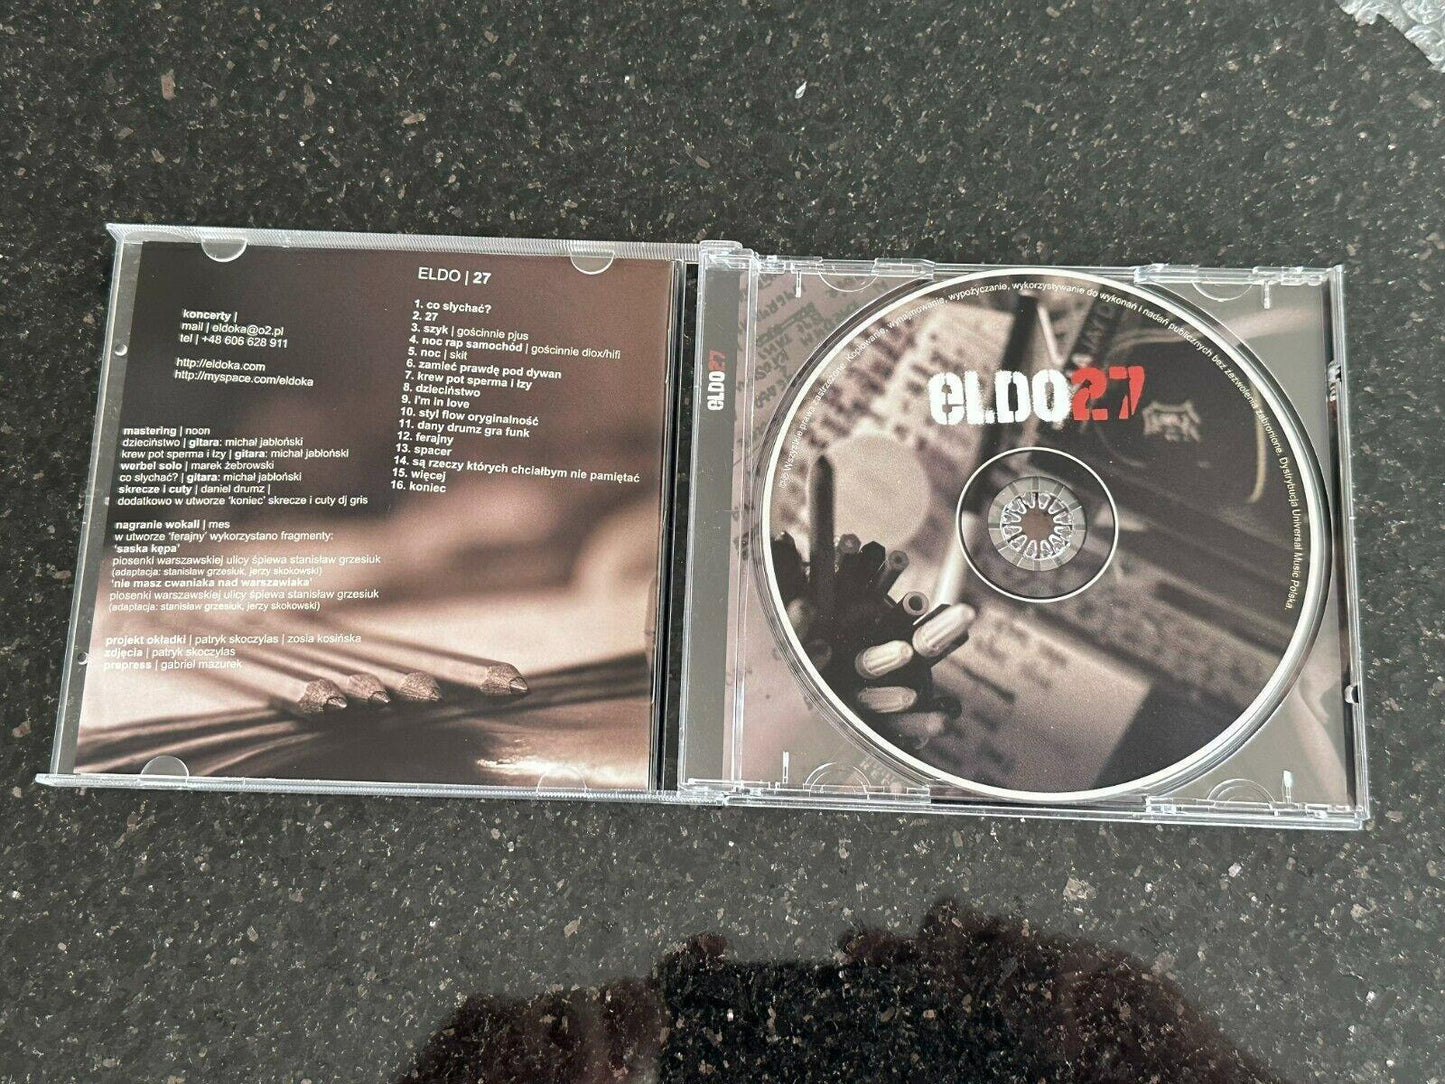 koncerty |
mail | eldoka@o2.pl
tel | +48 606 628 911
http://eldoka.com
http://myspace.com/eldoka
mastering | noon
dzieciństwo | gitara: michał jabłoński
krew pot sperma i łzy | gitara: michał jabłoński
werbel solo | marek żebrowski
co słychać? | gitara: michał jabłoński
skrecze i cuty | daniel drumz |
dodatkowo w utworze 'koniec' skrecze i cuty dj gris
nagranie wokali | mes
w utworze 'ferajny' wykorzystano fragmenty:
'saska kępa'
piosenki warszawskiej ulicy śpiewa stanisław grzesiuk
(adaptacja: stanisław grzesiuk, jerzy skokowski)
'nie masz cwaniaka nad warszawiaka'
piosenki warszawskiej ulicy śpiewa stanisław grzesiuk
(adaptacja: stanisław grzesiuk, jerzy skokowski)
projekt okładki | patryk skoczylas | zosia kosińska
zdjęcia | patryk skoczylas
prepress | gabriel mazurek
ELDO | 27
1. co słychać?
2. 27
3. szyk | gościnnie pjus
4. noc rap samochód | gościnnie diox/hifi
5. noc | skit
6. zamieć prawdę pod dywan
7. krew pot sperma i łzy
8. dzieciństwo
9. i'm in love
10. styl flow oryginalność
11. dany drumz gra funk
12. ferajny
13. spacer
14. są rzeczy których chciałbym nie pamiętać
15. więcej
16. koniec
eLDO27
eLDO27
Wszystkie prawa zastrzeżone. Kopiowanie, wynajmowanie, wypożyczanie, wykorzystywanie do wykonań i nadań publicznych bez zezwolenia zabronione. Dystrybucja Universal Music Polska.